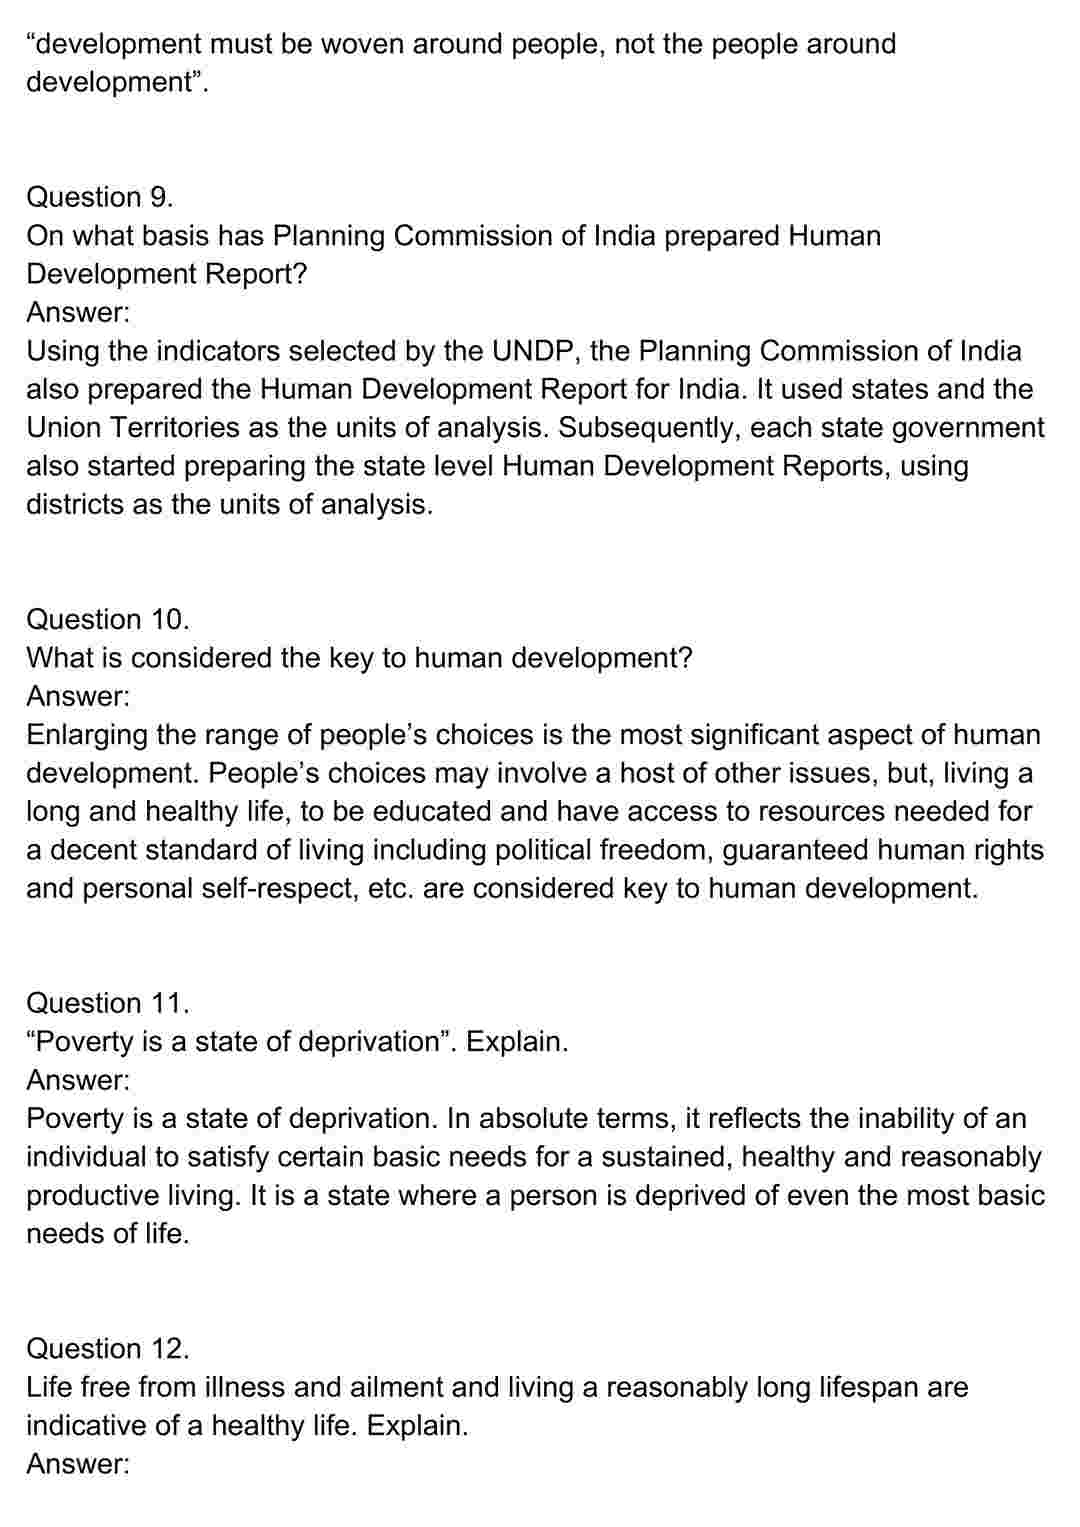 “development must be woven around people, not the people around
development”.
Question 9.
On what basis has Planning Commission of India prepared Human
Development Report?
Answer:
Using the indicators selected by the UNDP, the Planning Commission of India
also prepared the Human Development Report for India. It used states and the
Union Territories as the units of analysis. Subsequently, each state government
also started preparing the state level Human Development Reports, using
districts as the units of analysis.
Question 10.
What is considered the key to human development?
Answer:
Enlarging the range of people’s choices is the most significant aspect of human
development. People’s choices may involve a host of other issues, but, living a
long and healthy life, to be educated and have access to resources needed for
a decent standard of living including political freedom, guaranteed human rights
and personal self-respect, etc. are considered key to human development.
Question 11.
“Poverty is a state of deprivation”. Explain.
Answer:
Poverty is a state of deprivation. In absolute terms, it reflects the inability of an
individual to satisfy certain basic needs for a sustained, healthy and reasonably
productive living. It is a state where a person is deprived of even the most basic
needs of life.
Question 12.
Life free from illness and ailment and living a reasonably long lifespan are
indicative of a healthy life. Explain.
Answer: